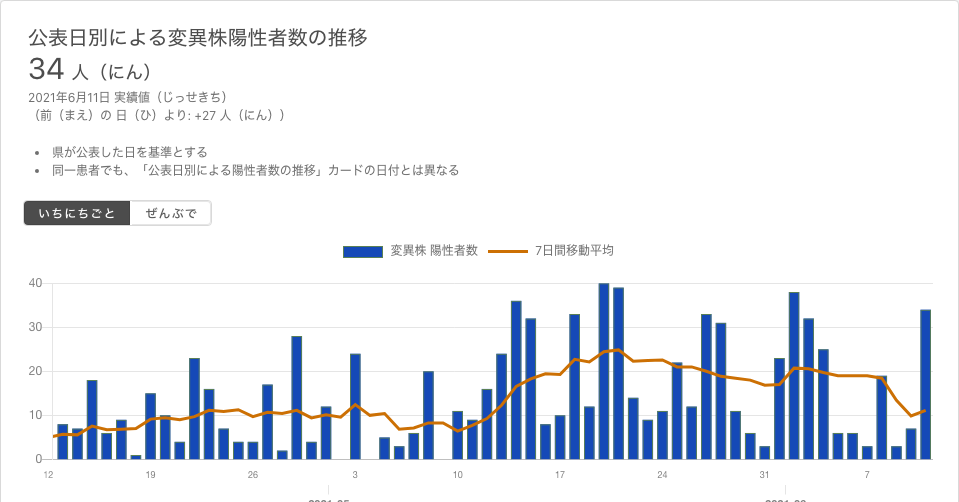 公表日別による変異株陽性者数の推移
34 人（にん）
2021年6月11日 実績値（じっせきち）
（前（まえ）の 日（ひ）より: +27 人（にん））
• 県が公表した日を基準とする
• 同一患者でも、「公表日別による陽性者数の推移」カードの日付とは異なる
いちにちごと ぜんぶで
変異株 陽性者数 7日間移動平均
40
30
20
10
0
12 19 26 3 10 17 24 31 7